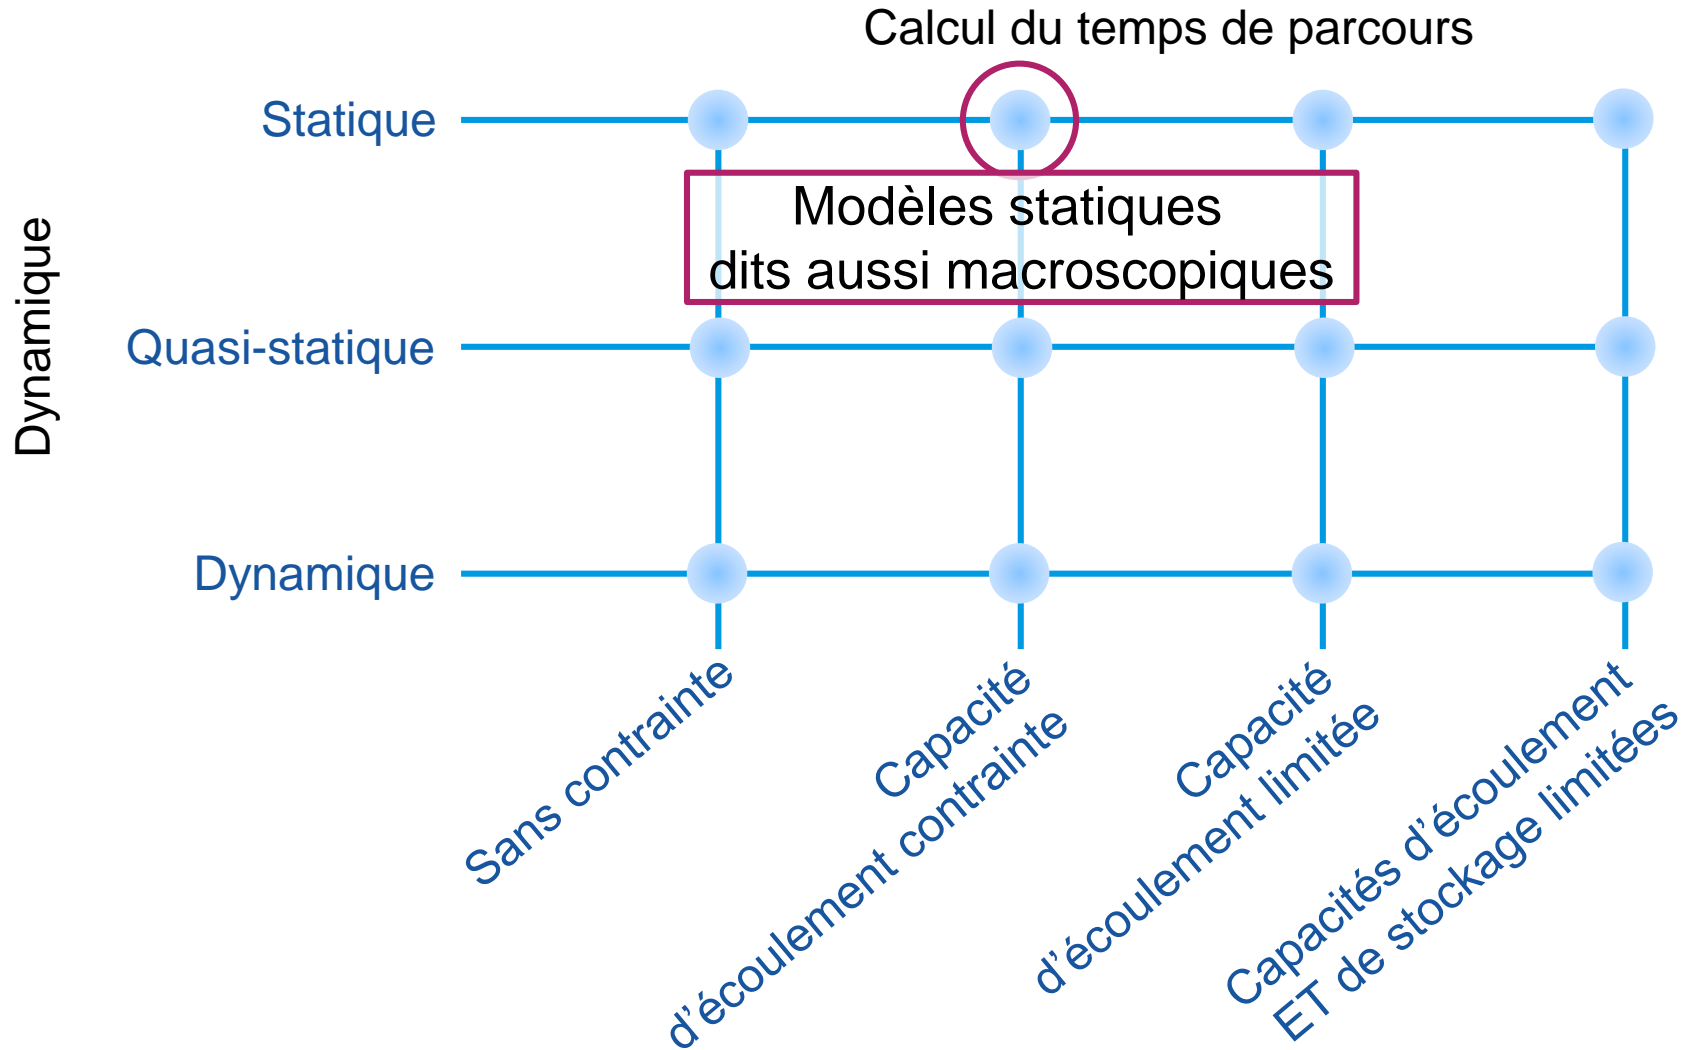 Calcul du temps de parcours
Statique
Modèles statiques
dits aussi macroscopiques
Dynamique
Quasi-statique
Dynamique
Sans contrainte
Capacité
d'écoulement contrainte
Capacité
d'écoulement limitée
Capacités d'écoulement
ET de stockage limitées